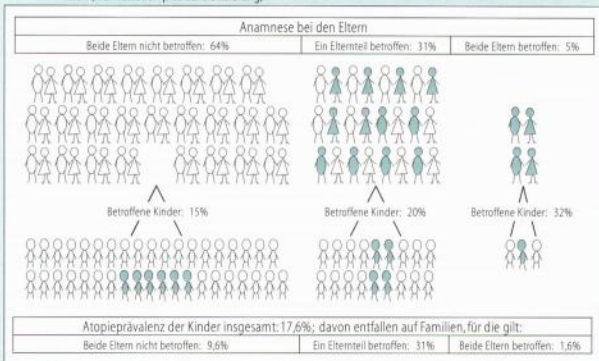 Anamnese bei den Eltern
Beide Eltern nicht betroffen: 64%
Ein Elternteil betroffen: 31%
Beide Eltern betroffen: 5%
Betroffene Kinder: 15%
Betroffene Kinder: 20%
Betroffene Kinder: 32%
Atopieprävalenz der Kinder insgesamt: 17,6%; davon entfallen auf Familien, für die gilt:
Beide Eltern nicht betroffen: 9,6%
Ein Elternteil betroffen: 31%
Beide Eltern betroffen: 1,6%